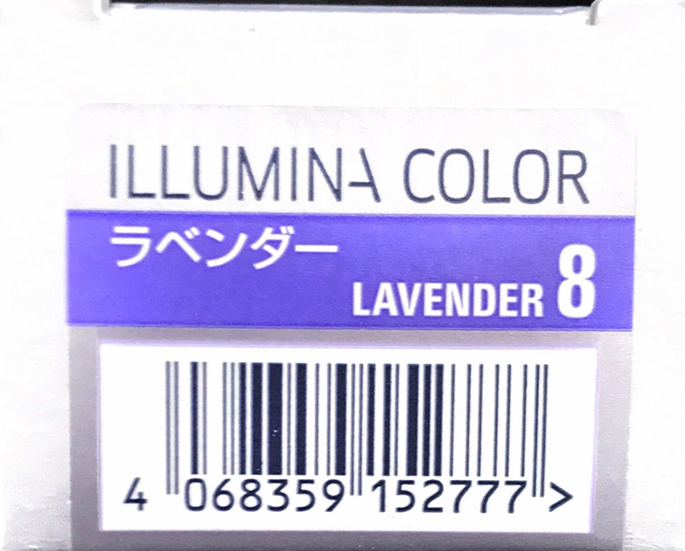 ILLUMINA COLOR
ラベンダー
LAVENDER 8
4 068359 152777 >